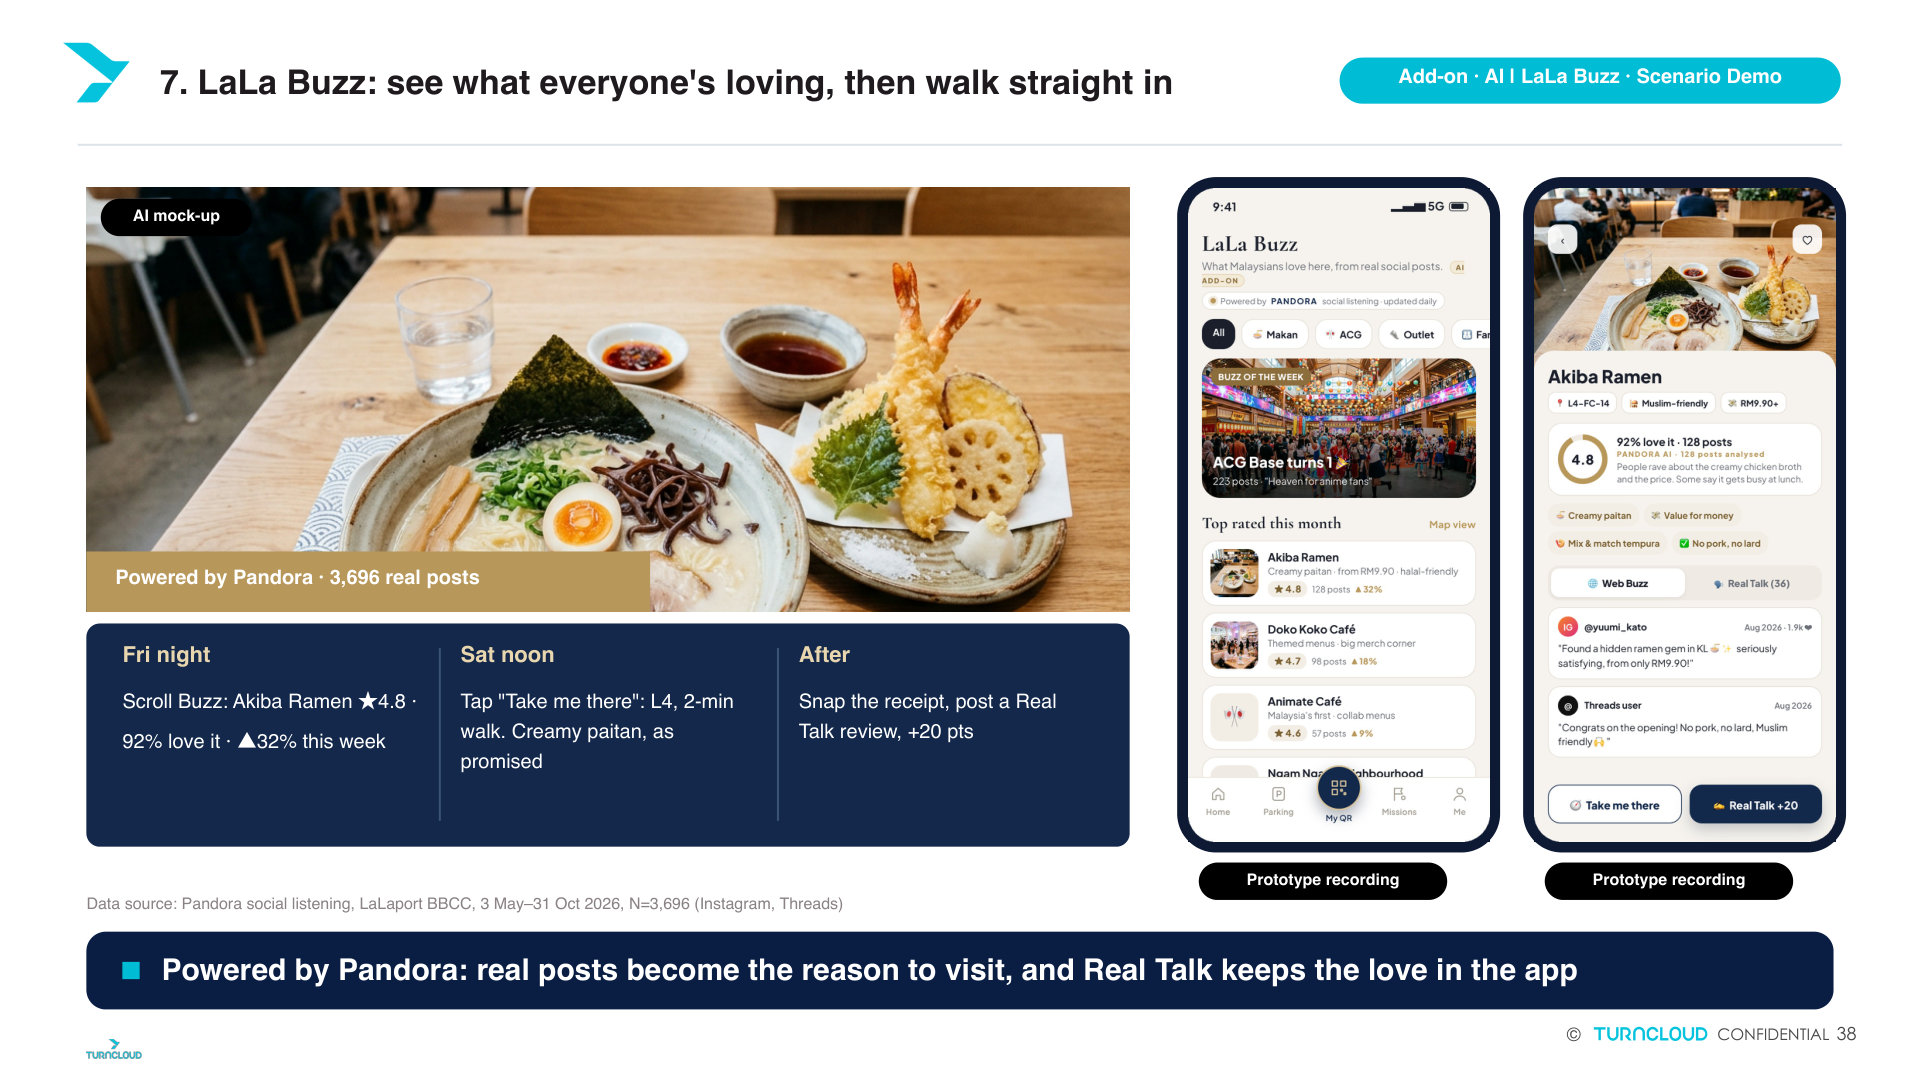 7. LaLa Buzz: see what everyone's loving, then walk straight in
Add-on · AI | LaLa Buzz · Scenario Demo
AI mock-up
Powered by Pandora · 3,696 real posts
Fri night
Scroll Buzz: Akiba Ramen ★4.8 ·
92% love it · ▲32% this week
Sat noon
Tap "Take me there": L4, 2-min
walk. Creamy paitan, as
promised
After
Snap the receipt, post a Real
Talk review, +20 pts
Data source: Pandora social listening, LaLaport BBCC, 3 May–31 Oct 2026, N=3,696 (Instagram, Threads)
9:41
5G
LaLa Buzz
What Malaysians love here, from real social posts. AI
ADD-ON
Powered by PANDORA social listening · updated daily
All
Makan
ACG
Outlet
Far
BUZZ OF THE WEEK
ACG Base turns 1 🎉
223 posts · "Heaven for anime fans"
Top rated this month
Map view
Akiba Ramen
Creamy paitan · from RM9.90 · halal-friendly
★ 4.8 128 posts ▲32%
Doko Koko Café
Themed menus · big merch corner
★ 4.7 98 posts ▲18%
Animate Café
Malaysia's first · collab menus
★ 4.6 57 posts ▲9%
Home
Parking
My QR
Missions
Me
Prototype recording
‹
Akiba Ramen
📍 L4-FC-14
Muslim-friendly
💸 RM9.90+
4.8
92% love it · 128 posts
PANDORA AI · 128 posts analysed
People rave about the creamy chicken broth
and the price. Some say it gets busy at lunch.
🍜 Creamy paitan
💸 Value for money
🍤 Mix & match tempura
✅ No pork, no lard
🌐 Web Buzz
🗣️ Real Talk (36)
IG
@yuumi_kato
Aug 2026 · 1.9k❤
"Found a hidden ramen gem in KL 🍜✨ seriously
satisfying, from only RM9.90!"
@
Threads user
Aug 2026
"Congrats on the opening! No pork, no lard, Muslim
friendly🙌"
🧭 Take me there
✍️ Real Talk +20
Prototype recording
Powered by Pandora: real posts become the reason to visit, and Real Talk keeps the love in the app
TURNCLOUD
© TURNCLOUD CONFIDENTIAL 38